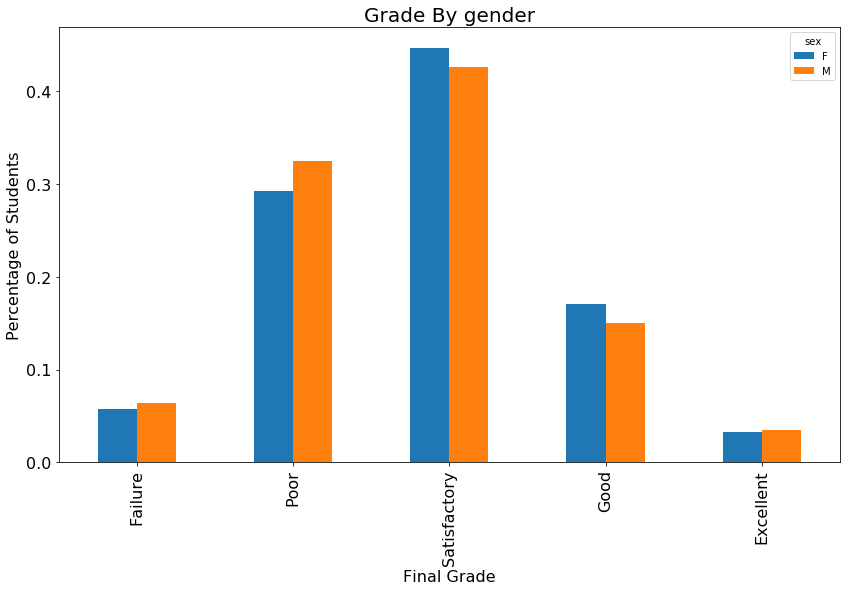 Grade By gender
sex
F
M
Percentage of Students
0.4
0.3
0.2
0.1
0.0
Failure
Poor
Satisfactory
Good
Excellent
Final Grade